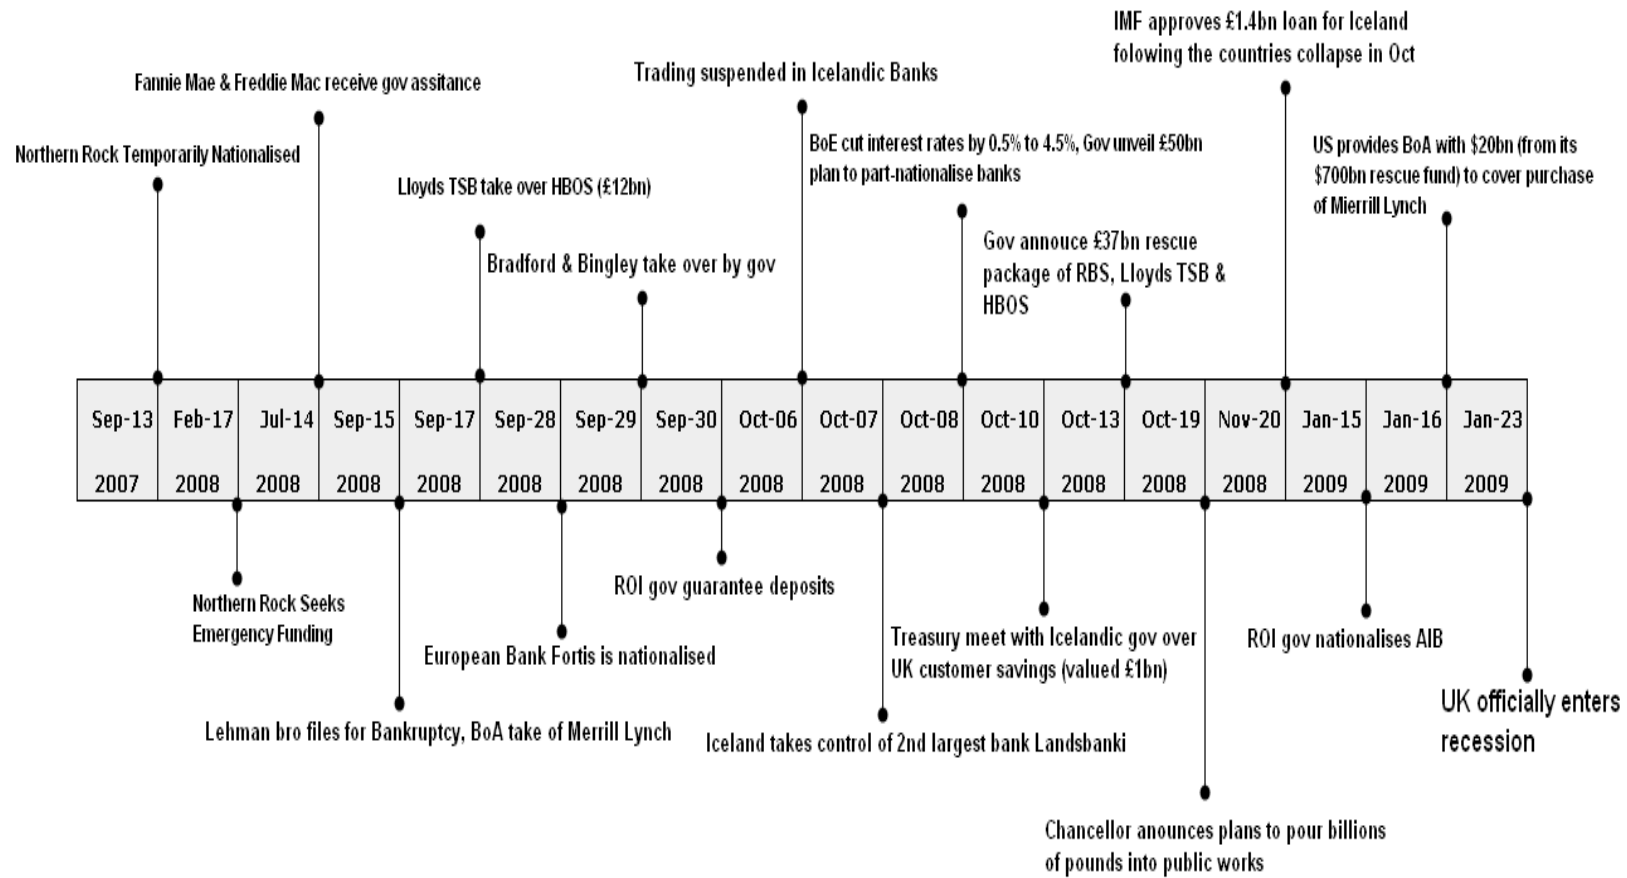 IMF approves £1.4bn loan for Iceland
folowing the countries collapse in Oct
Trading suspended in Icelandic Banks
Fannie Mae & Freddie Mac receive gov assitance
Northern Rock Temporarily Nationalised
BoE cut interest rates by 0.5% to 4.5%, Gov unveil £50bn
plan to part-nationalise banks
US provides BoA with $20bn (from its
$700bn rescue fund) to cover purchase
of Mierrill Lynch
Lloyds TSB take over HBOS (£12bn)
Bradford & Bingley take over by gov
Gov annouce £37bn rescue
package of RBS, Lloyds TSB &
HBOS
Sep-13 Feb-17 Jul-14 Sep-15 Sep-17 Sep-28 Sep-29 Sep-30 Oct-06 Oct-07 Oct-08 Oct-10 Oct-13 Oct-19 Nov-20 Jan-15 Jan-16 Jan-23
2007 2008 2008 2008 2008 2008 2008 2008 2008 2008 2008 2008 2008 2008 2008 2009 2009 2009
ROI gov guarantee deposits
Northern Rock Seeks
Emergency Funding
Treasury meet with Icelandic gov over
UK customer savings (valued £1bn)
ROI gov nationalises AIB
European Bank Fortis is nationalised
UK officially enters
recession
Lehman bro files for Bankruptcy, BoA take of Merrill Lynch
Iceland takes control of 2nd largest bank Landsbanki
Chancellor anounces plans to pour billions
of pounds into public works